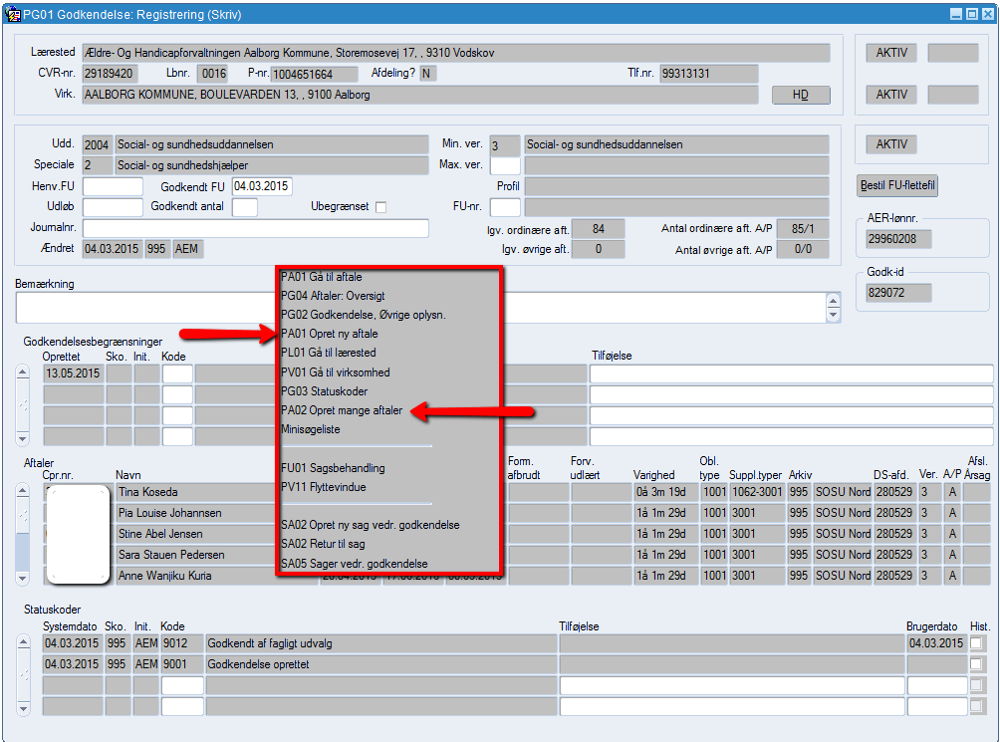 PG01 Godkendelse: Registrering (Skriv)
Lærested Ældre- Og Handicapforvaltningen Aalborg Kommune, Storemosevej 17, , 9310 Vodskov AKTIV
CVR-nr. 29189420 Lbnr. 0016 P-nr. 1004651664 Afdeling? N Tlf.nr. 99313131
Virk. AALBORG KOMMUNE, BOULEVARDEN 13, , 9100 Aalborg HD AKTIV
Udd. 2004 Social- og sundhedsuddannelsen Min. ver. 3 Social- og sundhedsuddannelsen AKTIV
Speciale 2 Social- og sundhedshjælper Max. ver.
Henv.FU Godkendt FU 04.03.2015 Profil Bestil FU-flettefil
Udløb Godkendt antal Ubegrænset FU-nr.
Journalnr. Igv. ordinære aft. 84 Antal ordinære aft. A/P 85/1
Ændret 04.03.2015 995 AEM Igv. øvrige aft. 0 Antal øvrige aft. A/P 0/0
AER-lønnr.
29960208
Godk-id
829072
Bemærkning
PA01 Gå til aftale
PG04 Aftaler: Oversigt
PG02 Godkendelse, Øvrige oplysn.
PA01 Opret ny aftale
PL01 Gå til lærested
PV01 Gå til virksomhed
PG03 Statuskoder
PA02 Opret mange aftaler
Minisøgeliste
FU01 Sagsbehandling
PV11 Flyttevindue
SA02 Opret ny sag vedr. godkendelse
SA02 Retur til sag
SA05 Sager vedr. godkendelse
Godkendelsesbegrænsninger
Oprettet Sko. Init. Kode Tilføjelse
13.05.2015
Aftaler
Cpr.nr. Navn Form. afbrudt Forv. udlært Varighed Obl. type Suppl.typer Arkiv DS-afd. Ver. A/P Afsl. Årsag
Tina Koseda 0å 3m 19d 1001 1062-3001 995 SOSU Nord 280529 3 A
Pia Louise Johannsen 1å 1m 29d 1001 3001 995 SOSU Nord 280529 3 A
Stine Abel Jensen 1å 1m 29d 1001 3001 995 SOSU Nord 280529 3 A
Sara Stauen Pedersen 1å 1m 29d 1001 3001 995 SOSU Nord 280529 3 A
Anne Wanjiku Kuria 1å 1m 29d 1001 3001 995 SOSU Nord 280529 3 A
Statuskoder
Systemdato Sko. Init. Kode Tilføjelse Brugerdato Hist.
04.03.2015 995 AEM 9012 Godkendt af fagligt udvalg 04.03.2015
04.03.2015 995 AEM 9001 Godkendelse oprettet